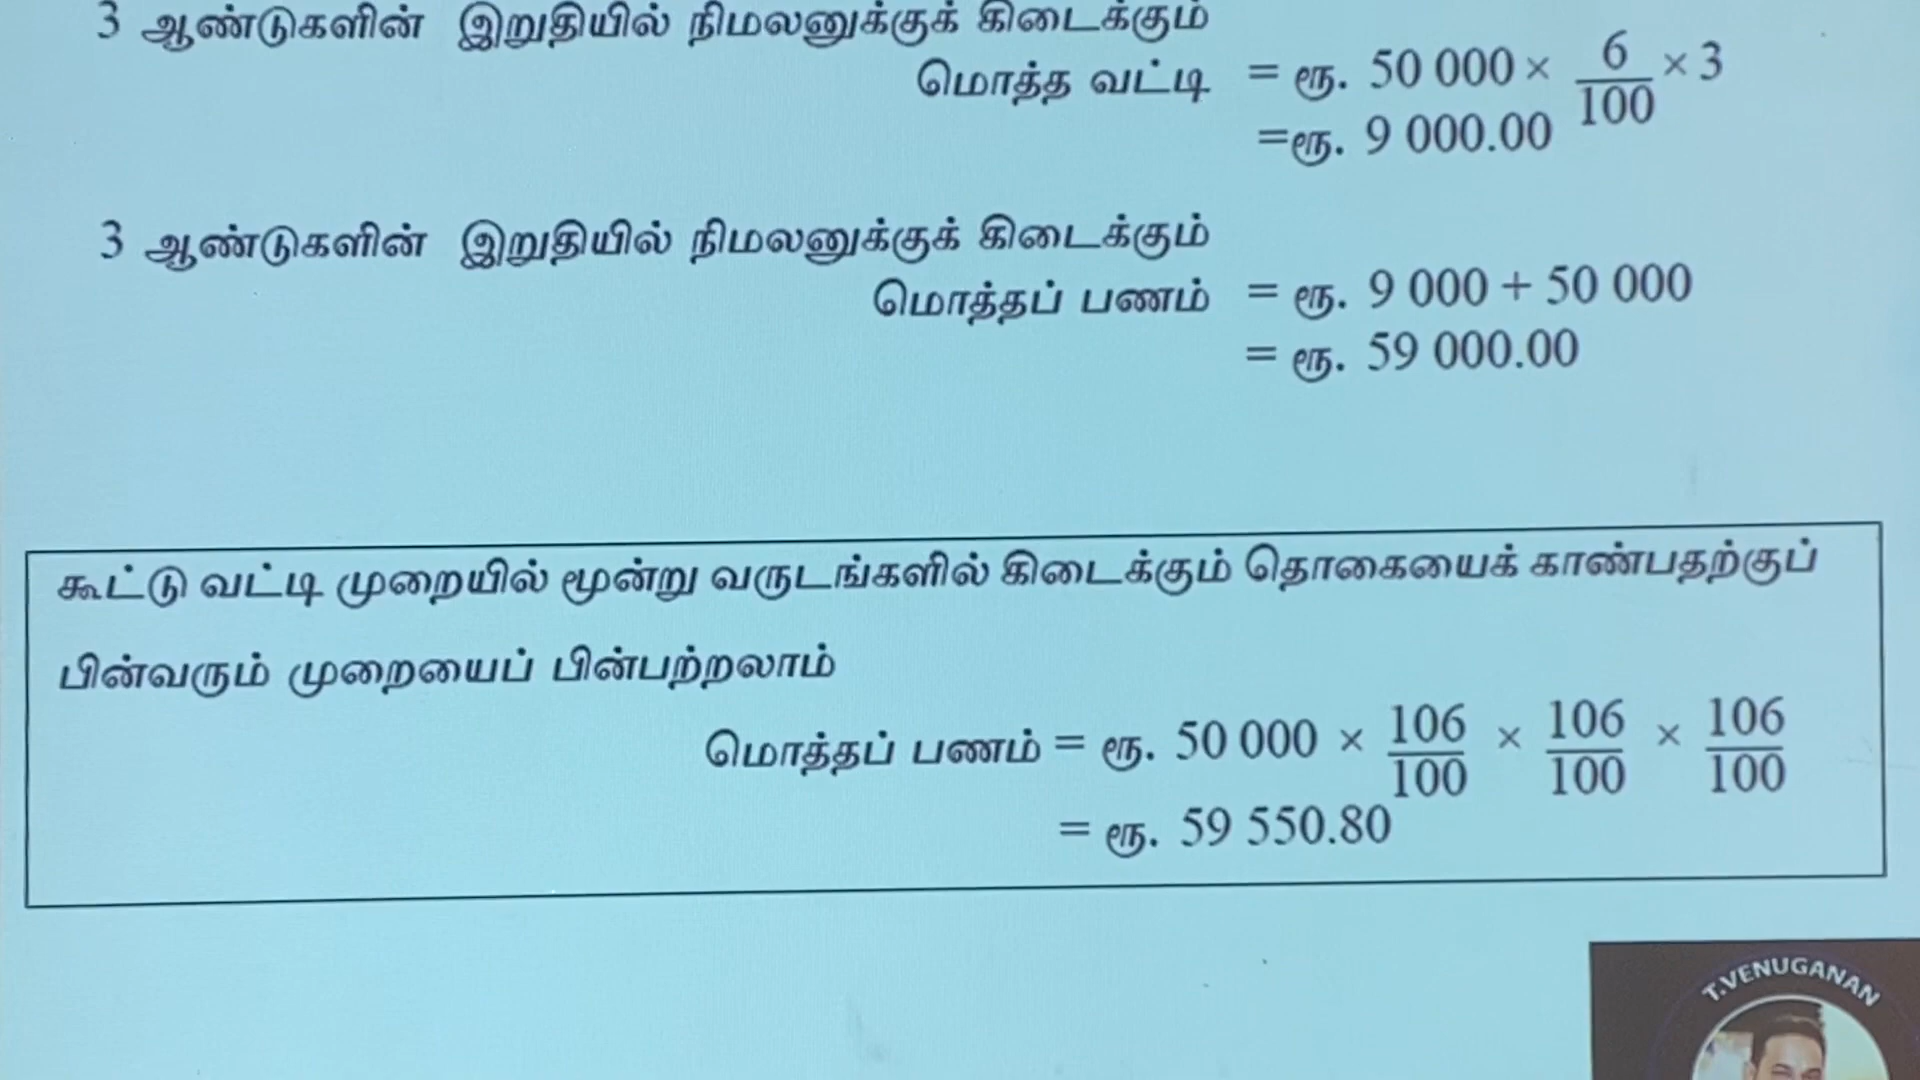 3 ஆண்டுகளின் இறுதியில் நிமலனுக்குக் கிடைக்கும்
மொத்த வட்டி = ரூ. 50 000 × 6/100 × 3
=ரூ. 9 000.00
3 ஆண்டுகளின் இறுதியில் நிமலனுக்குக் கிடைக்கும்
மொத்தப் பணம் = ரூ. 9 000 + 50 000
= ரூ. 59 000.00
கூட்டு வட்டி முறையில் மூன்று வருடங்களில் கிடைக்கும் தொகையைக் காண்பதற்குப்
பின்வரும் முறையைப் பின்பற்றலாம்
மொத்தப் பணம் = ரூ. 50 000 × 106/100 × 106/100 × 106/100
= ரூ. 59 550.80
T.VENUGANAN